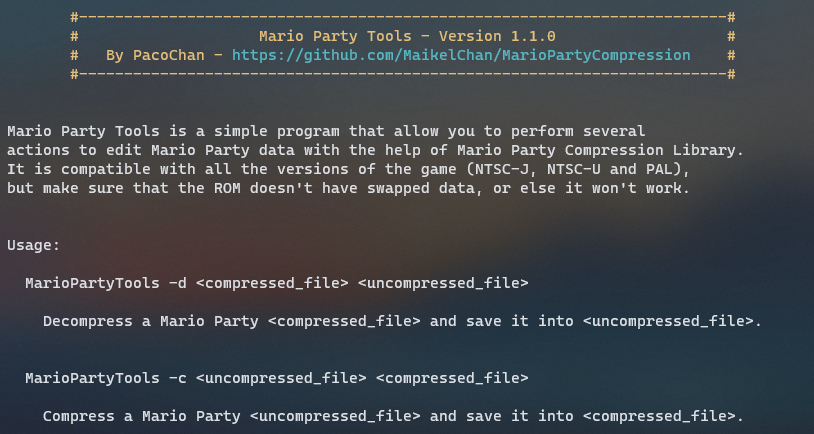 #------------------------------------------------------------------------#
#                    Mario Party Tools - Version 1.1.0                   #
#   By PacoChan - https://github.com/MaikelChan/MarioPartyCompression    #
#------------------------------------------------------------------------#
Mario Party Tools is a simple program that allow you to perform several
actions to edit Mario Party data with the help of Mario Party Compression Library.
It is compatible with all the versions of the game (NTSC-J, NTSC-U and PAL),
but make sure that the ROM doesn't have swapped data, or else it won't work.
Usage:
MarioPartyTools -d <compressed_file> <uncompressed_file>
Decompress a Mario Party <compressed_file> and save it into <uncompressed_file>.
MarioPartyTools -c <uncompressed_file> <compressed_file>
Compress a Mario Party <uncompressed_file> and save it into <compressed_file>.